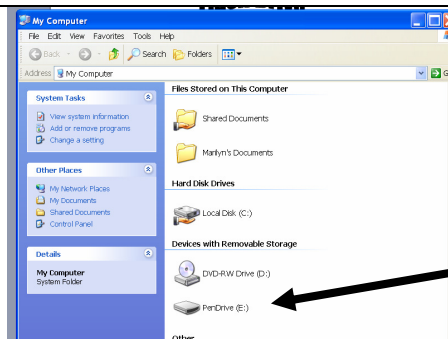 My Computer
File Edit View Favorites Tools Help
Back Search Folders
Address My Computer G
System Tasks
View system information
Add or remove programs
Change a setting
Other Places
My Network Places
My Documents
Shared Documents
Control Panel
Details
My Computer
System Folder
Files Stored on This Computer
Shared Documents
Marilyn's Documents
Hard Disk Drives
Local Disk (C:)
Devices with Removable Storage
DVD-RW Drive (D:)
PenDrive (E:)
Other